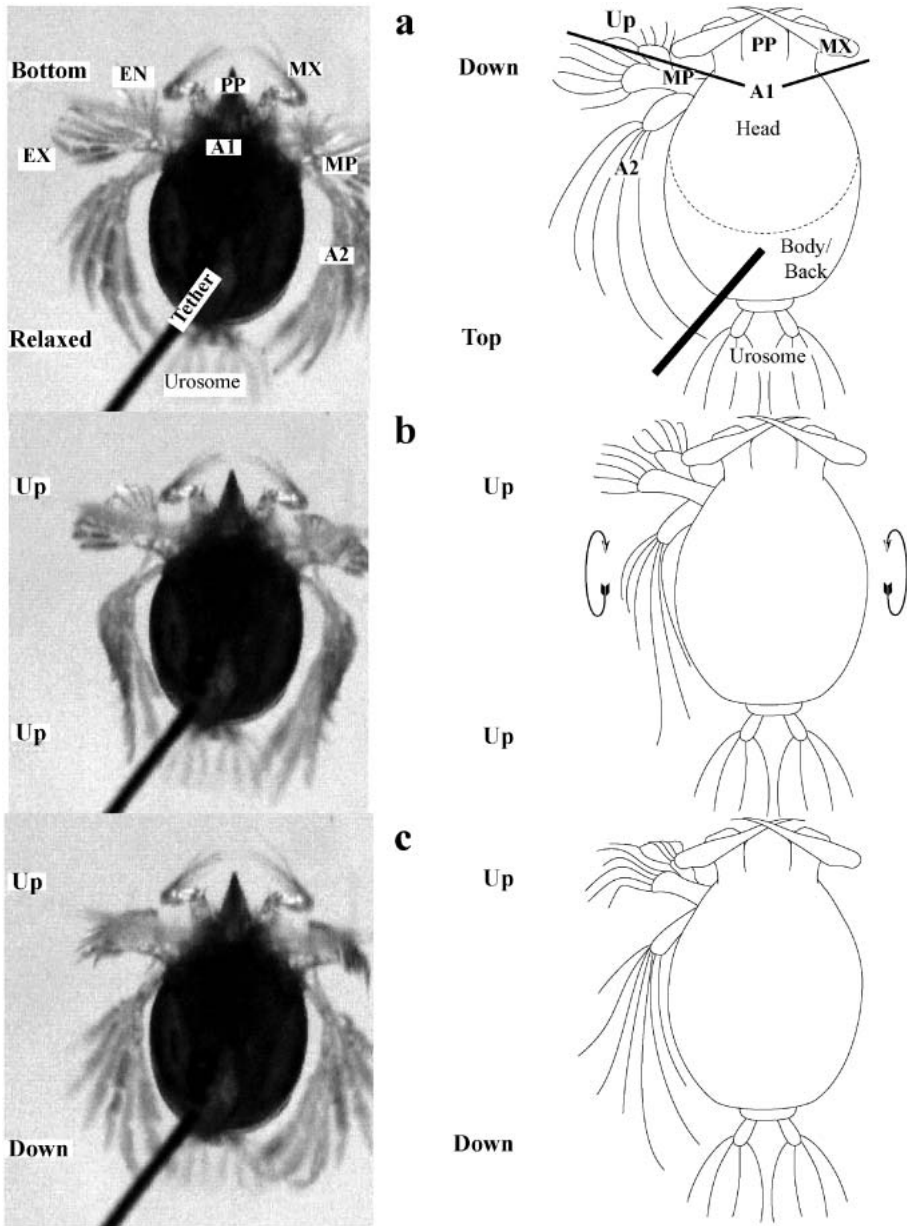 a
Bottom
EN
PP
MX
EX
A1
MP
Tether
A2
Relaxed
Urosome
Up
Down
PP
MX
MP
A1
Head
A2
Body/
Back
Top
Urosome
b
Up
Up
Up
Up
c
Up
Down
Up
Down